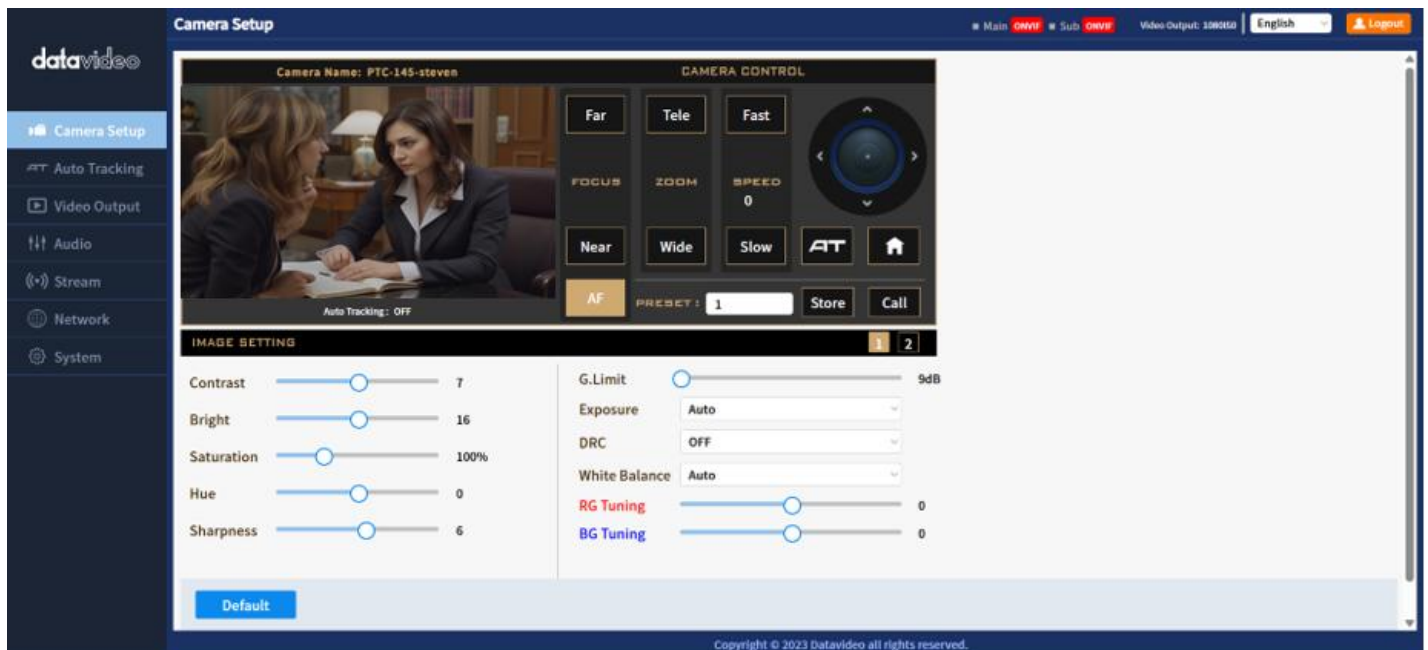 Camera Setup
Main ONVIF Sub ONVIF Video Output: 1080i50 English Logout
datavideo
Camera Setup
Auto Tracking
Video Output
Audio
Stream
Network
System
Camera Name: PTC-145-steven
CAMERA CONTROL
Far Tele Fast
FOCUS ZOOM SPEED
0
Near Wide Slow AT
AF PRESET: 1 Store Call
Auto Tracking: OFF
IMAGE SETTING 1 2
Contrast 7
Bright 16
Saturation 100%
Hue 0
Sharpness 6
G.Limit 9dB
Exposure Auto
DRC OFF
White Balance Auto
RG Tuning 0
BG Tuning 0
Default
Copyright © 2023 Datavideo all rights reserved.